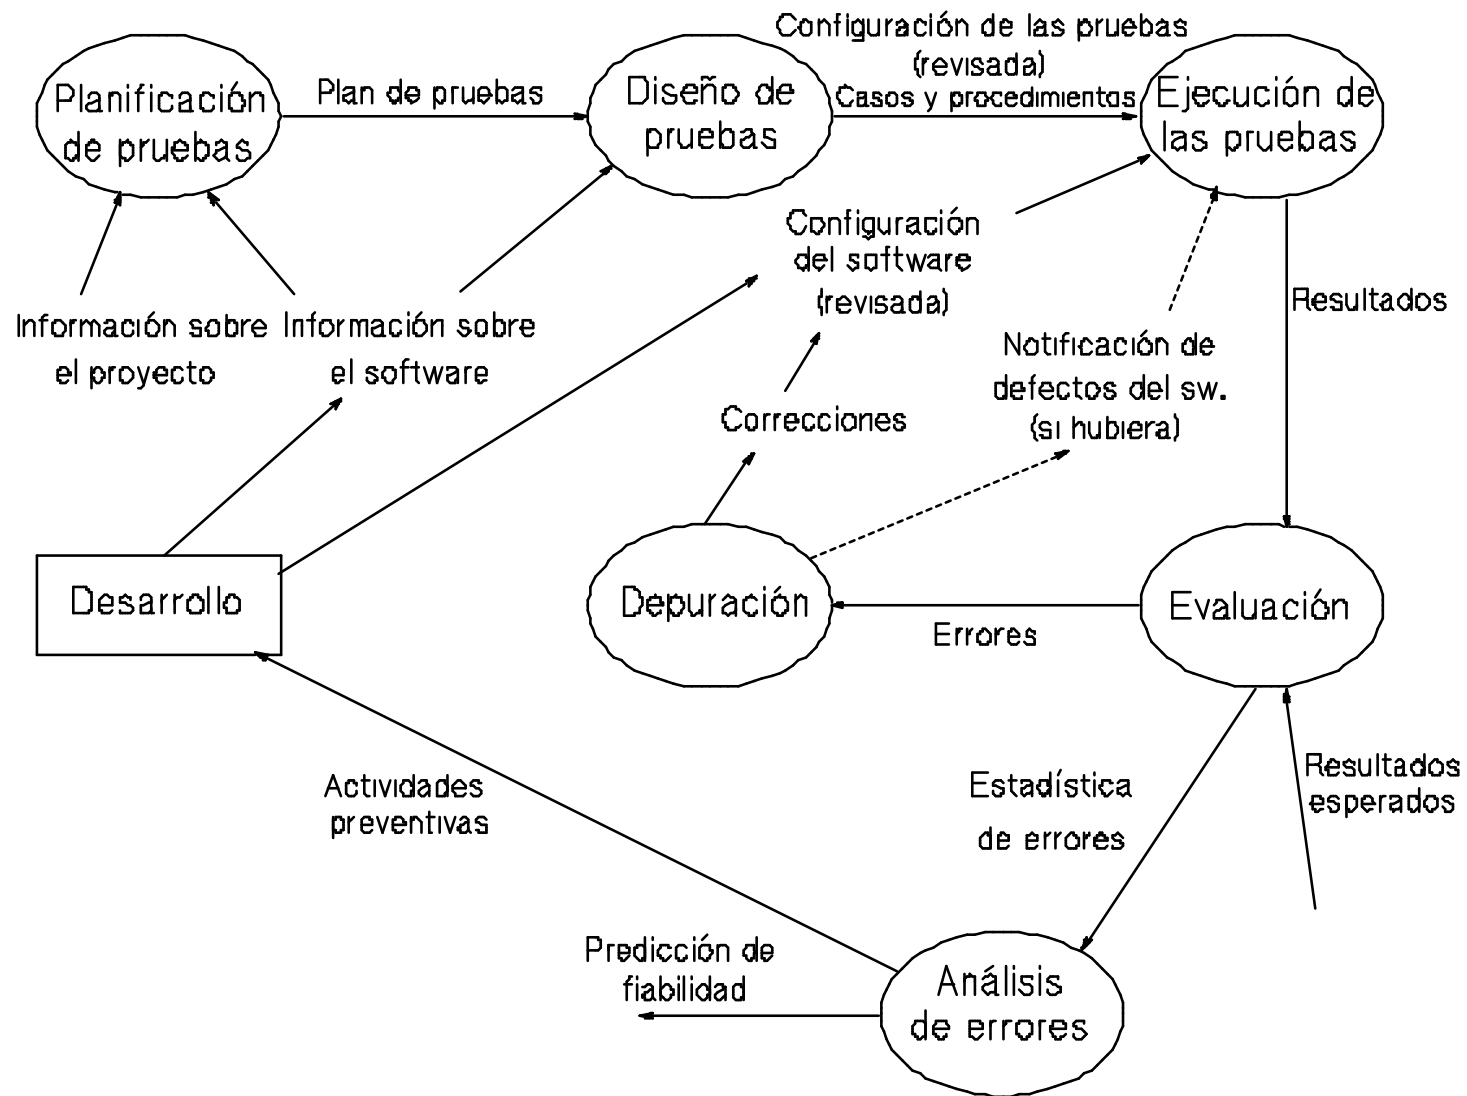 Configuración de las pruebas
(revisada)
Casos y procedimientos
Planificación
de pruebas
Plan de pruebas
Diseño de
pruebas
Ejecución de
las pruebas
Configuración
del software
(revisada)
Información sobre
el proyecto
Información sobre
el software
Resultados
Notificación de
defectos del sw.
(si hubiera)
Correcciones
Desarrollo
Depuración
Errores
Evaluación
Actividades
preventivas
Estadística
de errores
Resultados
esperados
Predicción de
fiabilidad
Análisis
de errores